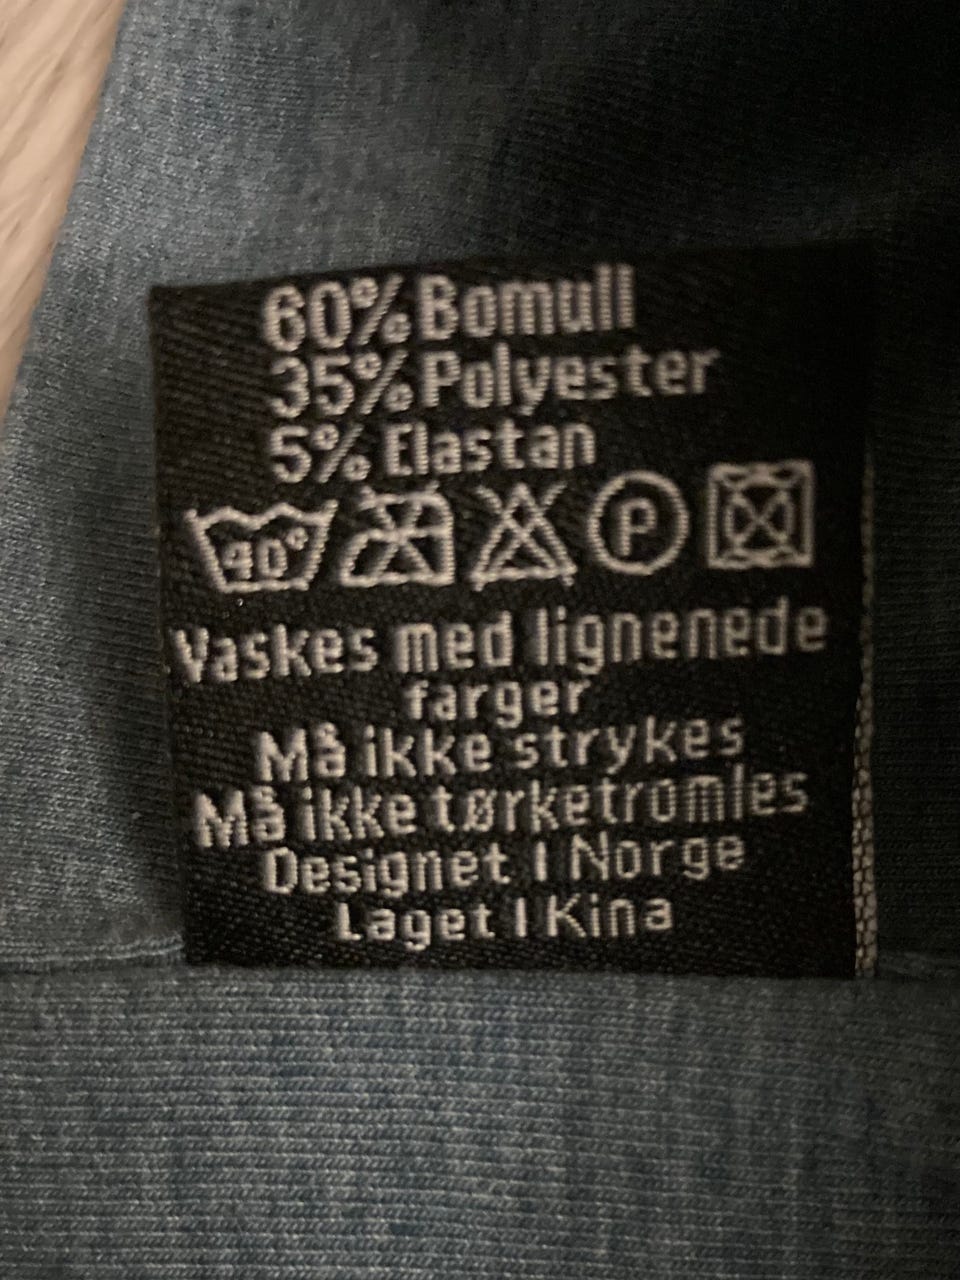 60% Bomull
35% Polyester
5% Elastan
40° P
Vaskes med lignenede
farger
Må ikke strykes
Må ikke tørketromles
Designet I Norge
Laget I Kina